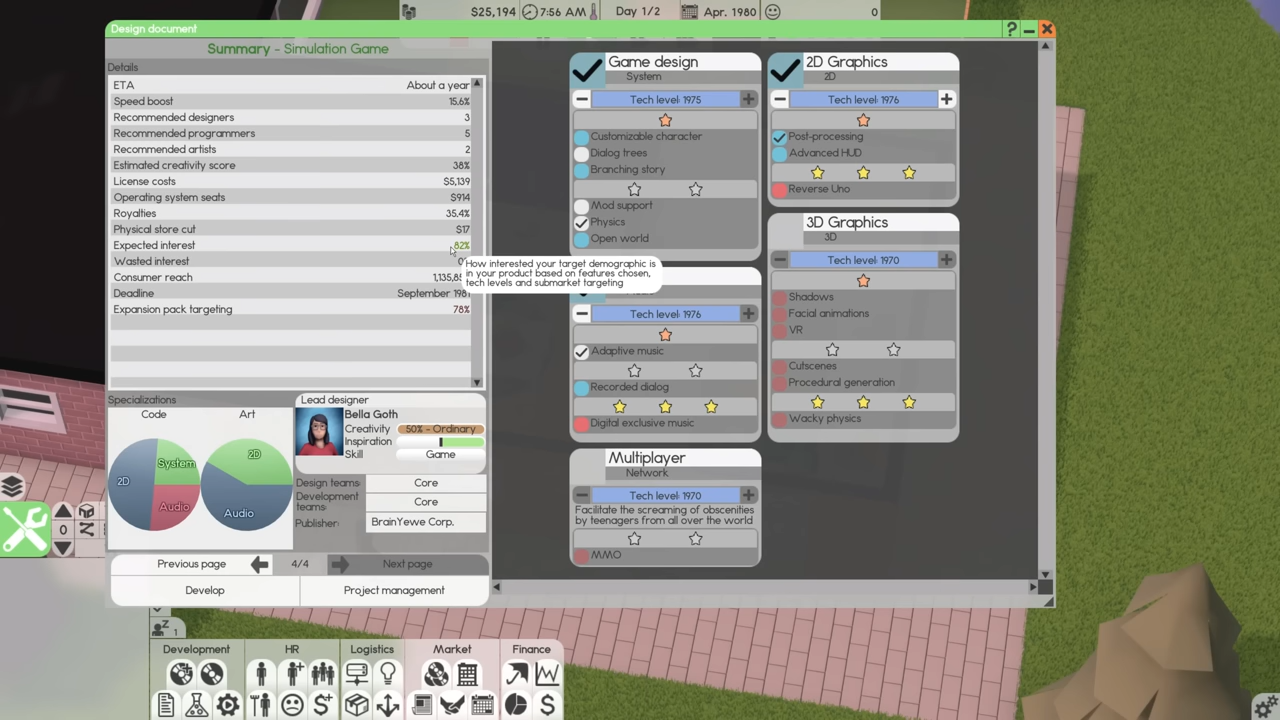 $25,194
7:56 AM
Day 1/2
Apr. 1980
0
Design document
?
Summary - Simulation Game
Details
ETA About a year
Speed boost 15.6%
Recommended designers 3
Recommended programmers 5
Recommended artists 2
Estimated creativity score 38%
License costs $5,139
Operating system seats $914
Royalties 35.4%
Physical store cut $17
Expected interest 82%
Wasted interest
Consumer reach
Deadline September 1981
Expansion pack targeting 78%
How interested your target demographic is
in your product based on features chosen,
tech levels and submarket targeting
Specializations
Code Art
System
2D
Audio
2D
Audio
Lead designer
Bella Goth
Creativity 50% - Ordinary
Inspiration
Skill Game
Design teams: Core
Development
teams: Core
Publisher: BrainYewe Corp.
Previous page 4/4 Next page
Develop Project management
Game design
System
Tech level: 1975
Customizable character
Dialog trees
Branching story
Mod support
Physics
Open world
Tech level: 1976
Adaptive music
Recorded dialog
Digital exclusive music
Multiplayer
Network
Tech level: 1970
Facilitate the screaming of obscenities
by teenagers from all over the world
MMO
2D Graphics
2D
Tech level: 1976
Post-processing
Advanced HUD
Reverse Uno
3D Graphics
3D
Tech level: 1970
Shadows
Facial animations
VR
Cutscenes
Procedural generation
Wacky physics
0
1
Development HR Logistics Market Finance